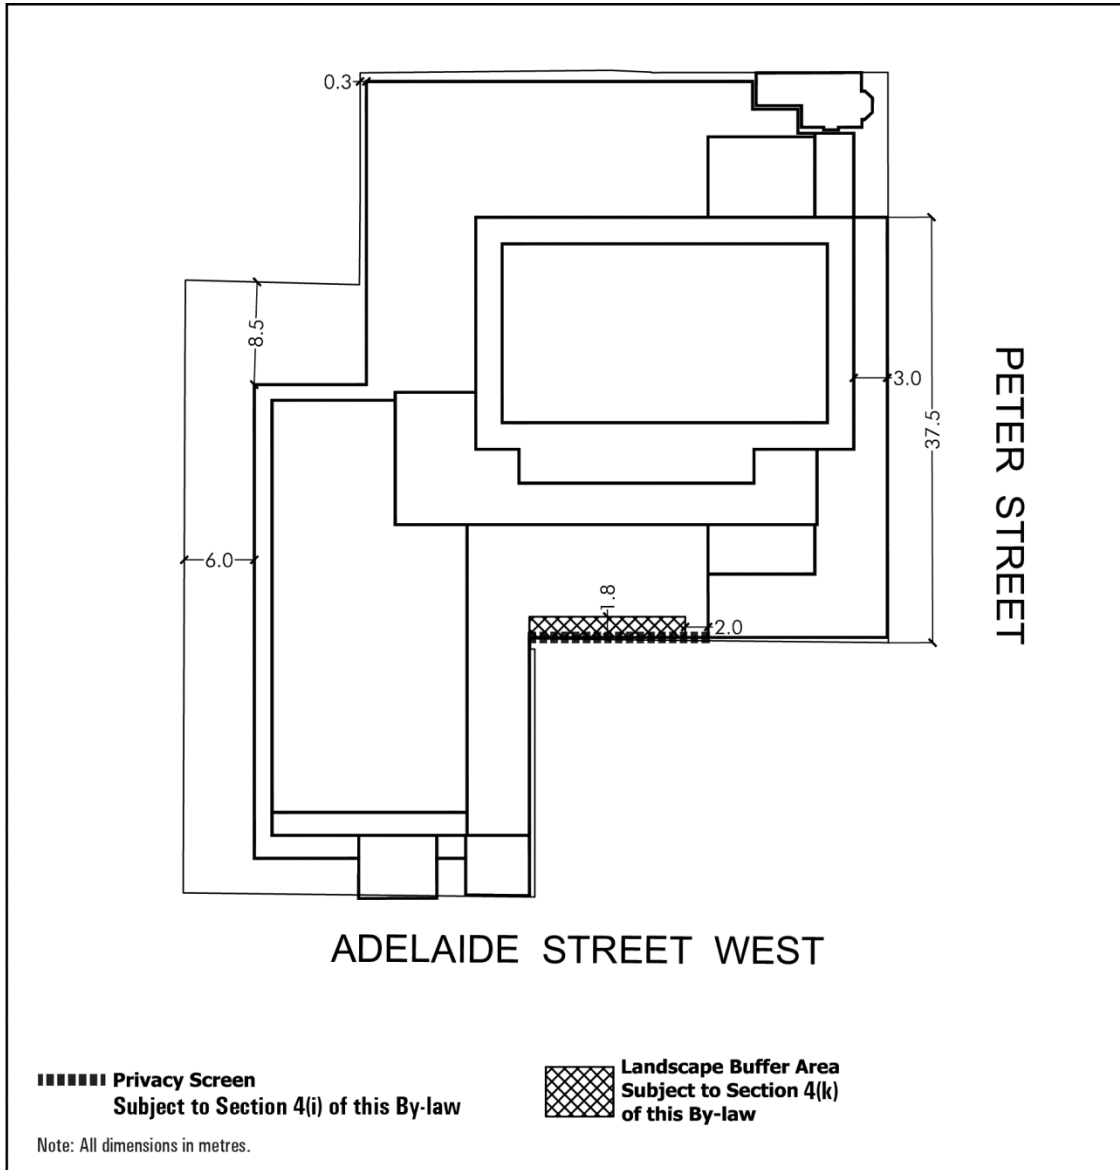 0.3
8.5
3.0
37.5
PETER STREET
6.0
1.8
2.0
ADELAIDE STREET WEST
Privacy Screen
Subject to Section 4(i) of this By-law
Landscape Buffer Area
Subject to Section 4(k)
of this By-law
Note: All dimensions in metres.